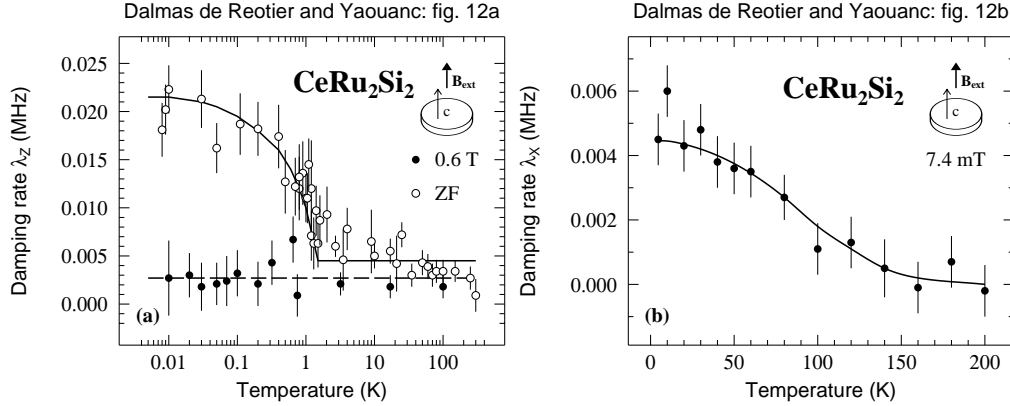 Dalmas de Reotier and Yaouanc: fig. 12a
0.025
0.020
0.015
0.010
0.005
0.000
Damping rate λZ (MHz)
CeRu2Si2
Bext
c
0.6 T
ZF
(a)
0.01
0.1
1
10
100
Temperature (K)
Dalmas de Reotier and Yaouanc: fig. 12b
0.006
0.004
0.002
0.000
Damping rate λX (MHz)
CeRu2Si2
Bext
c
7.4 mT
(b)
0
50
100
150
200
Temperature (K)